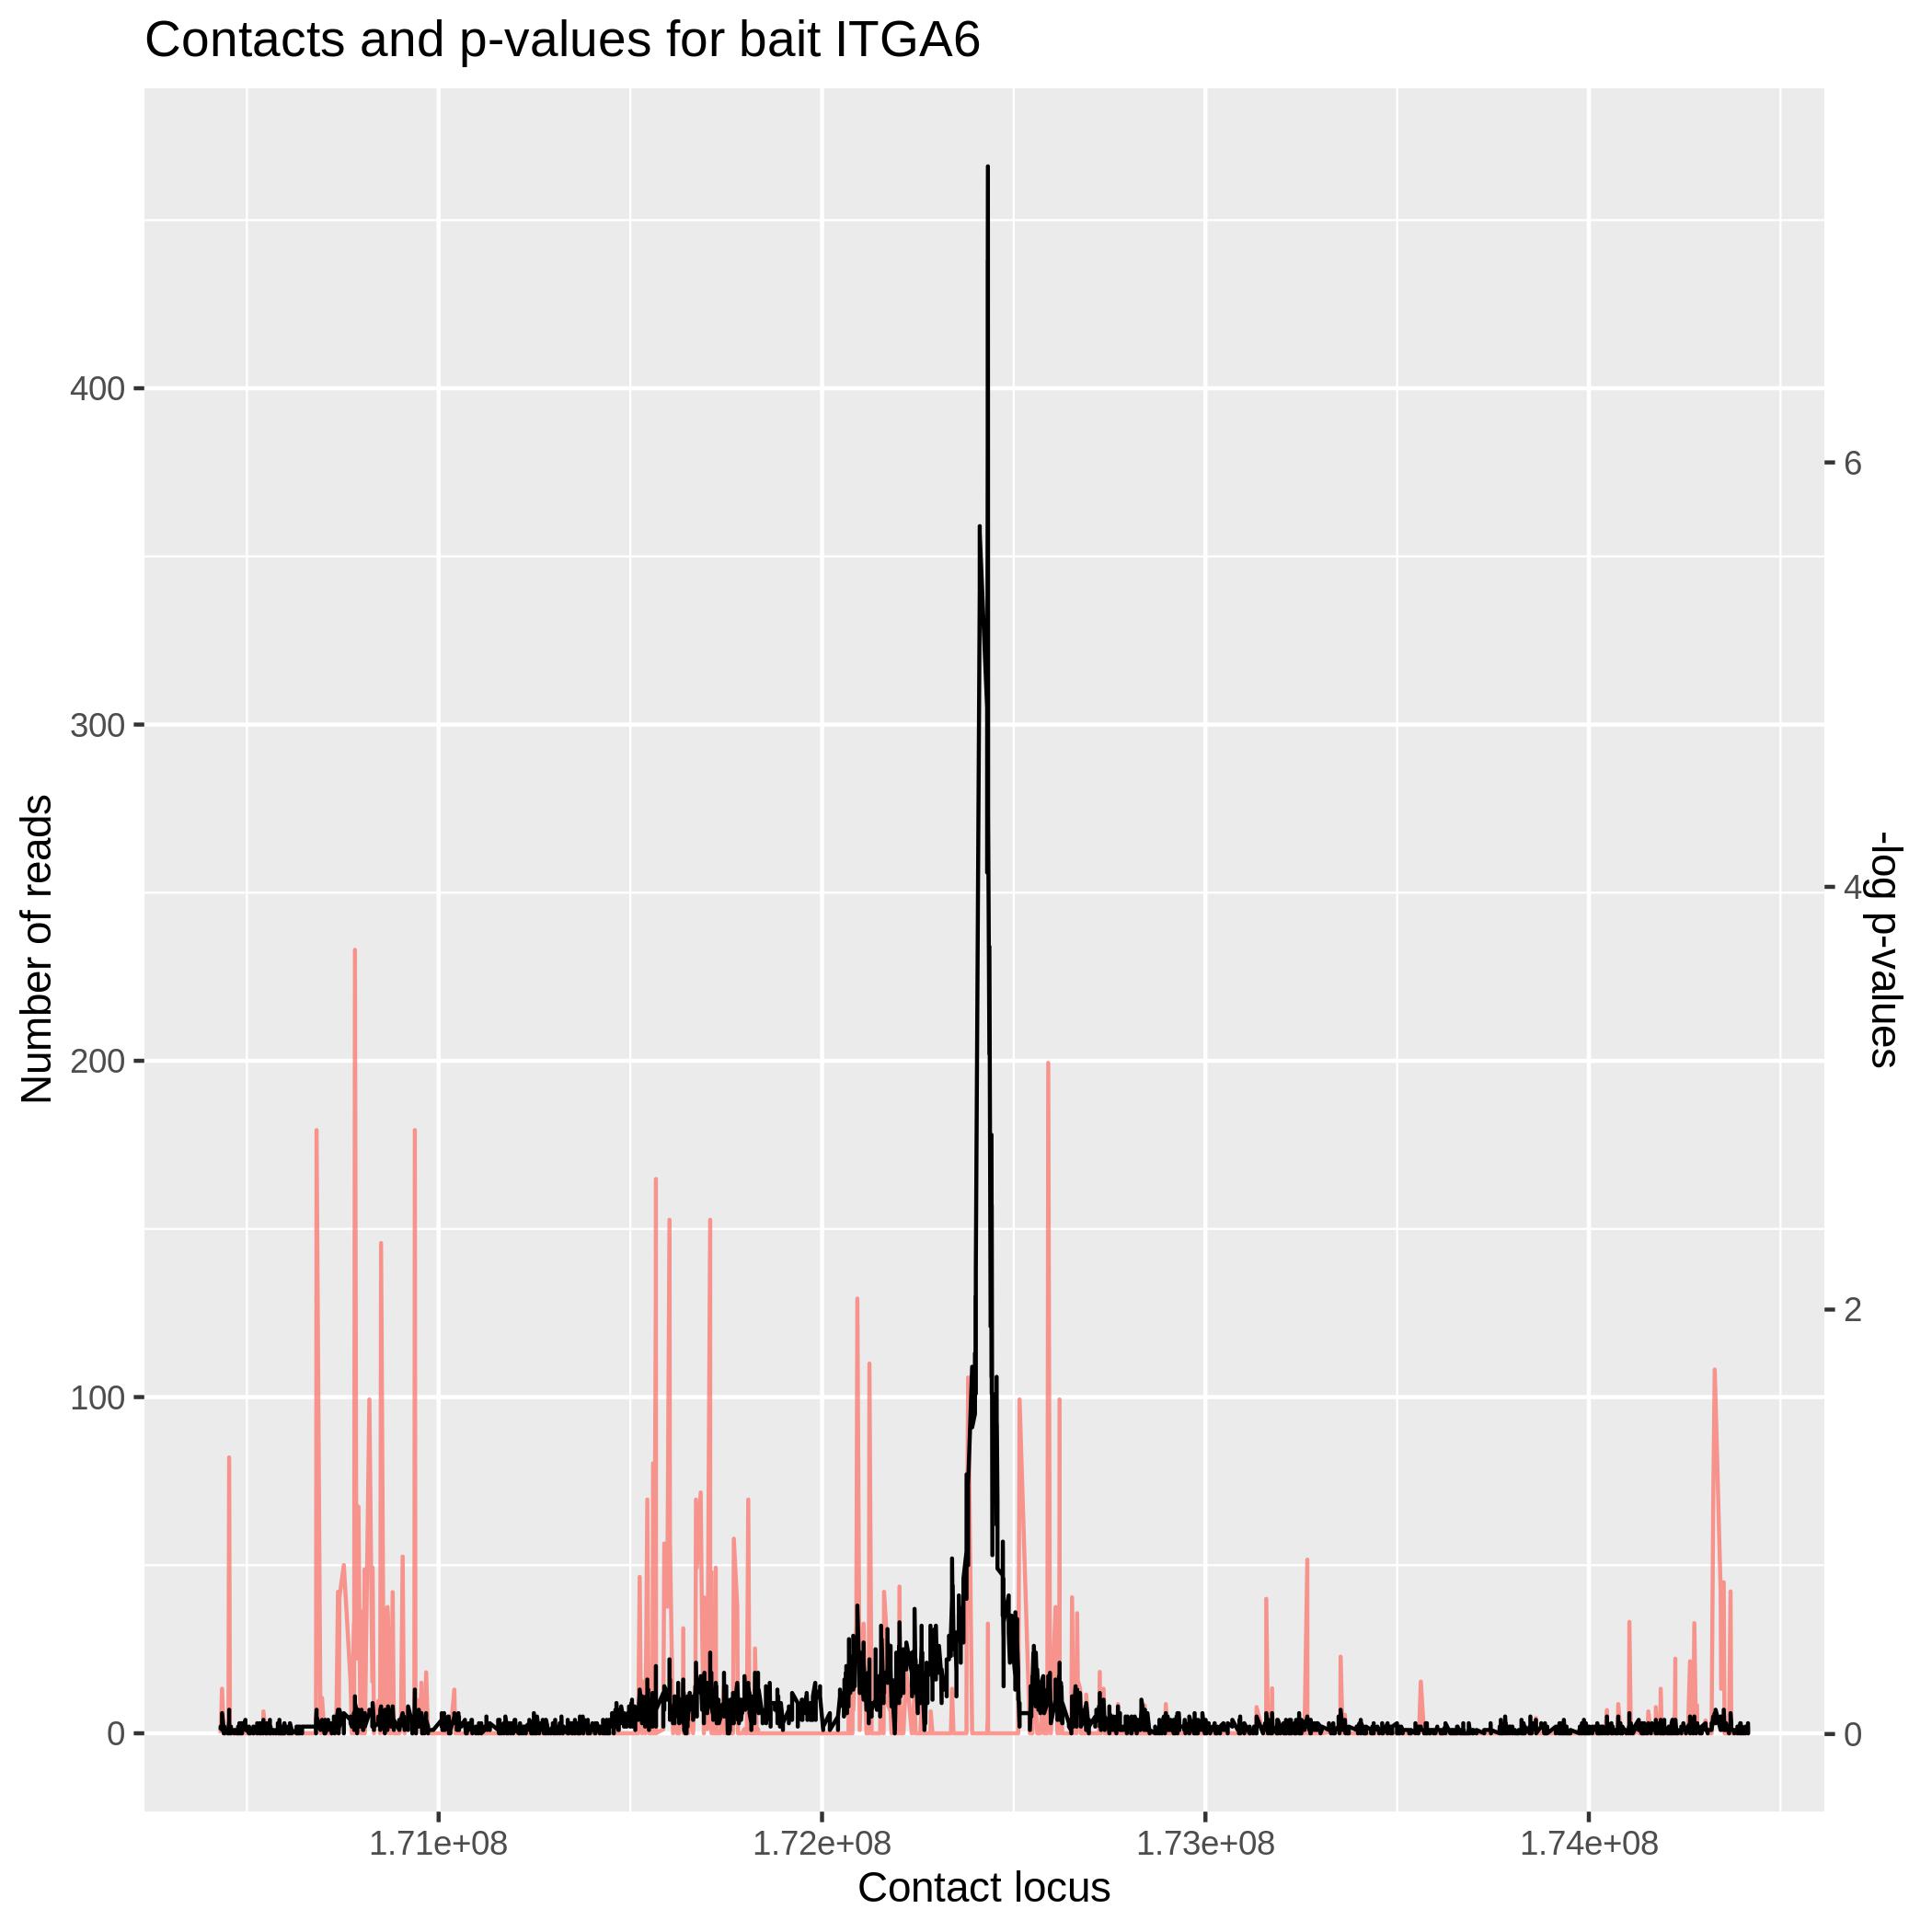 Contacts and p-values for bait ITGA6
Number of reads
400
300
200
100
0
6
4
2
0
-log p-values
1.71e+08
1.72e+08
1.73e+08
1.74e+08
Contact locus